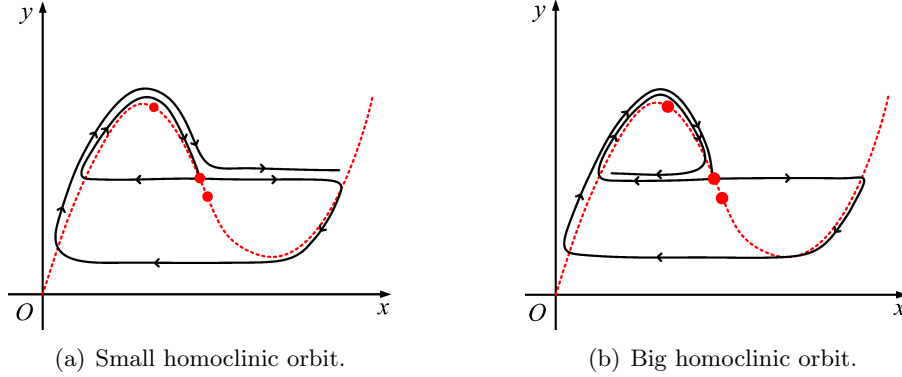 y
y
O
x
O
x
(a) Small homoclinic orbit.
(b) Big homoclinic orbit.